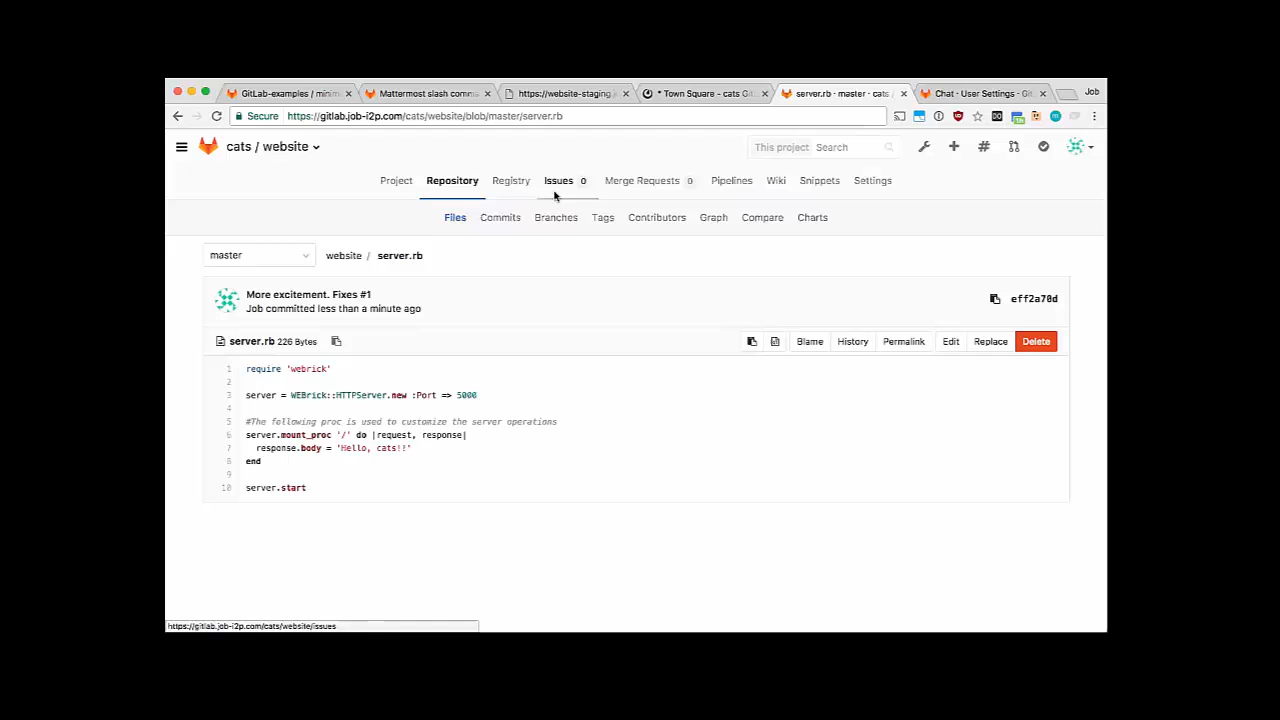 GitLab-examples / minim
Mattermost slash comma
https://website-staging.j
* Town Square - cats Git
server.rb · master · cats /
Chat · User Settings · Git
Job
Secure https://gitlab.job-i2p.com/cats/website/blob/master/server.rb
cats / website
This project Search
Project Repository Registry Issues 0 Merge Requests 0 Pipelines Wiki Snippets Settings
Files Commits Branches Tags Contributors Graph Compare Charts
master website / server.rb
More excitement. Fixes #1
Job committed less than a minute ago
eff2a70d
server.rb 226 Bytes
Blame History Permalink Edit Replace Delete
1 require 'webrick'
2
3 server = WEBrick::HTTPServer.new :Port => 5000
4
5 #The following proc is used to customize the server operations
6 server.mount_proc '/' do |request, response|
7 response.body = 'Hello, cats!!'
8 end
9
10 server.start
https://gitlab.job-i2p.com/cats/website/issues